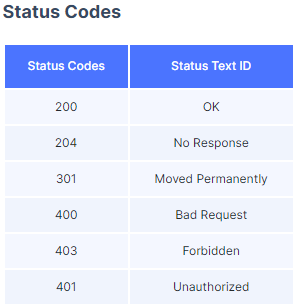 Status Codes
Status Codes Status Text ID
200 OK
204 No Response
301 Moved Permanently
400 Bad Request
403 Forbidden
401 Unauthorized